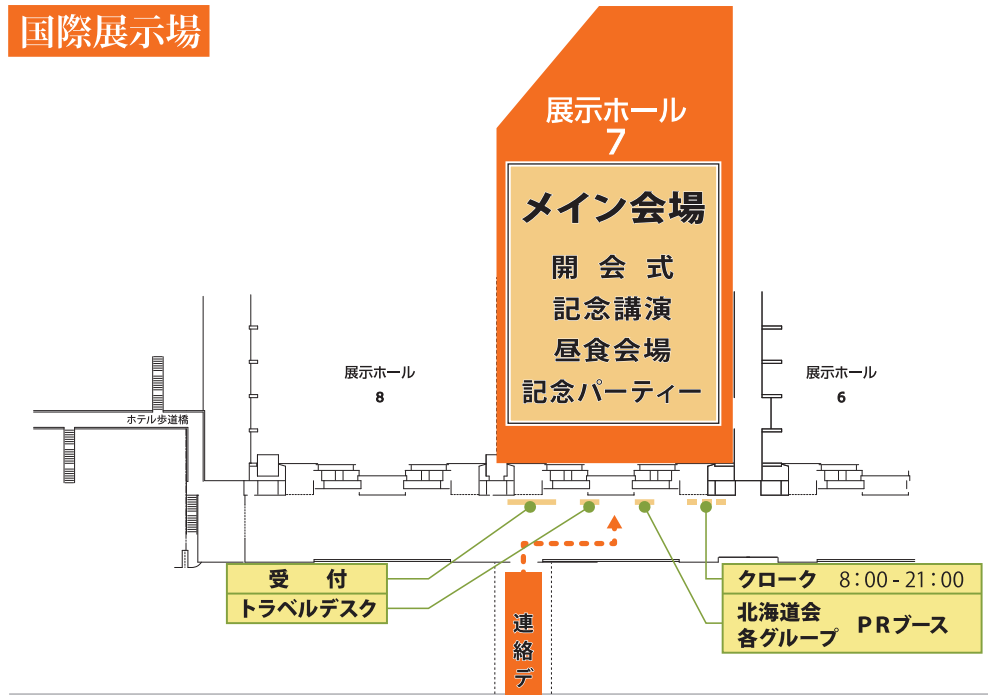 国際展示場
展示ホール
7
メイン会場
開会式
記念講演
昼食会場
記念パーティー
展示ホール
8
展示ホール
6
ホテル歩道橋
受　付
トラベルデスク
クローク 8:00-21:00
北海道会
各グループ PRブース
連絡デ